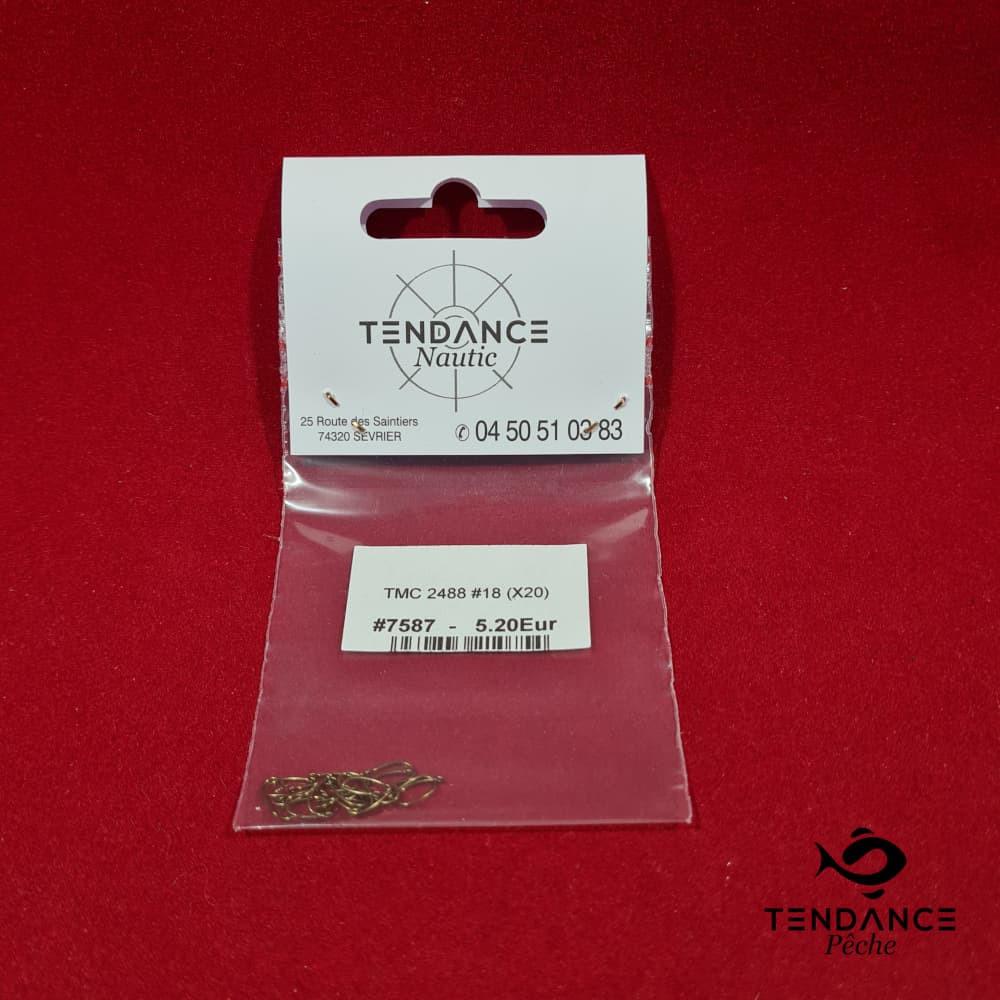 TENDANCE
Nautic
25 Route des Saintiers
74320 SEVRIER
✆ 04 50 51 03 83
TMC 2488 #18 (X20)
#7587 - 5.20Eur
TENDANCE
Pêche